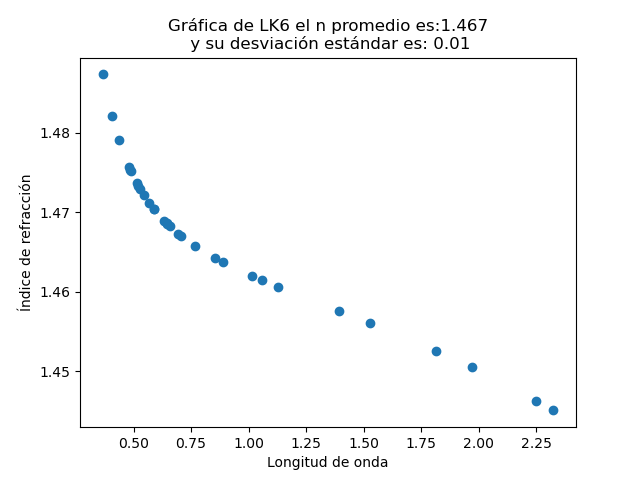 Gráfica de LK6 el n promedio es:1.467
y su desviación estándar es: 0.01
Índice de refracción
1.48
1.47
1.46
1.45
0.50 0.75 1.00 1.25 1.50 1.75 2.00 2.25
Longitud de onda